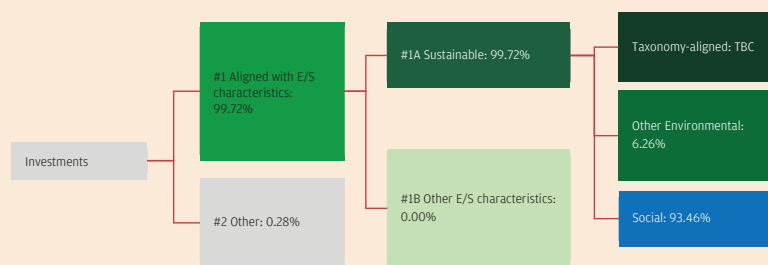 Investments
#1 Aligned with E/S
characteristics:
99.72%
#2 Other: 0.28%
#1A Sustainable: 99.72%
#1B Other E/S characteristics:
0.00%
Taxonomy-aligned: TBC
Other Environmental:
6.26%
Social: 93.46%